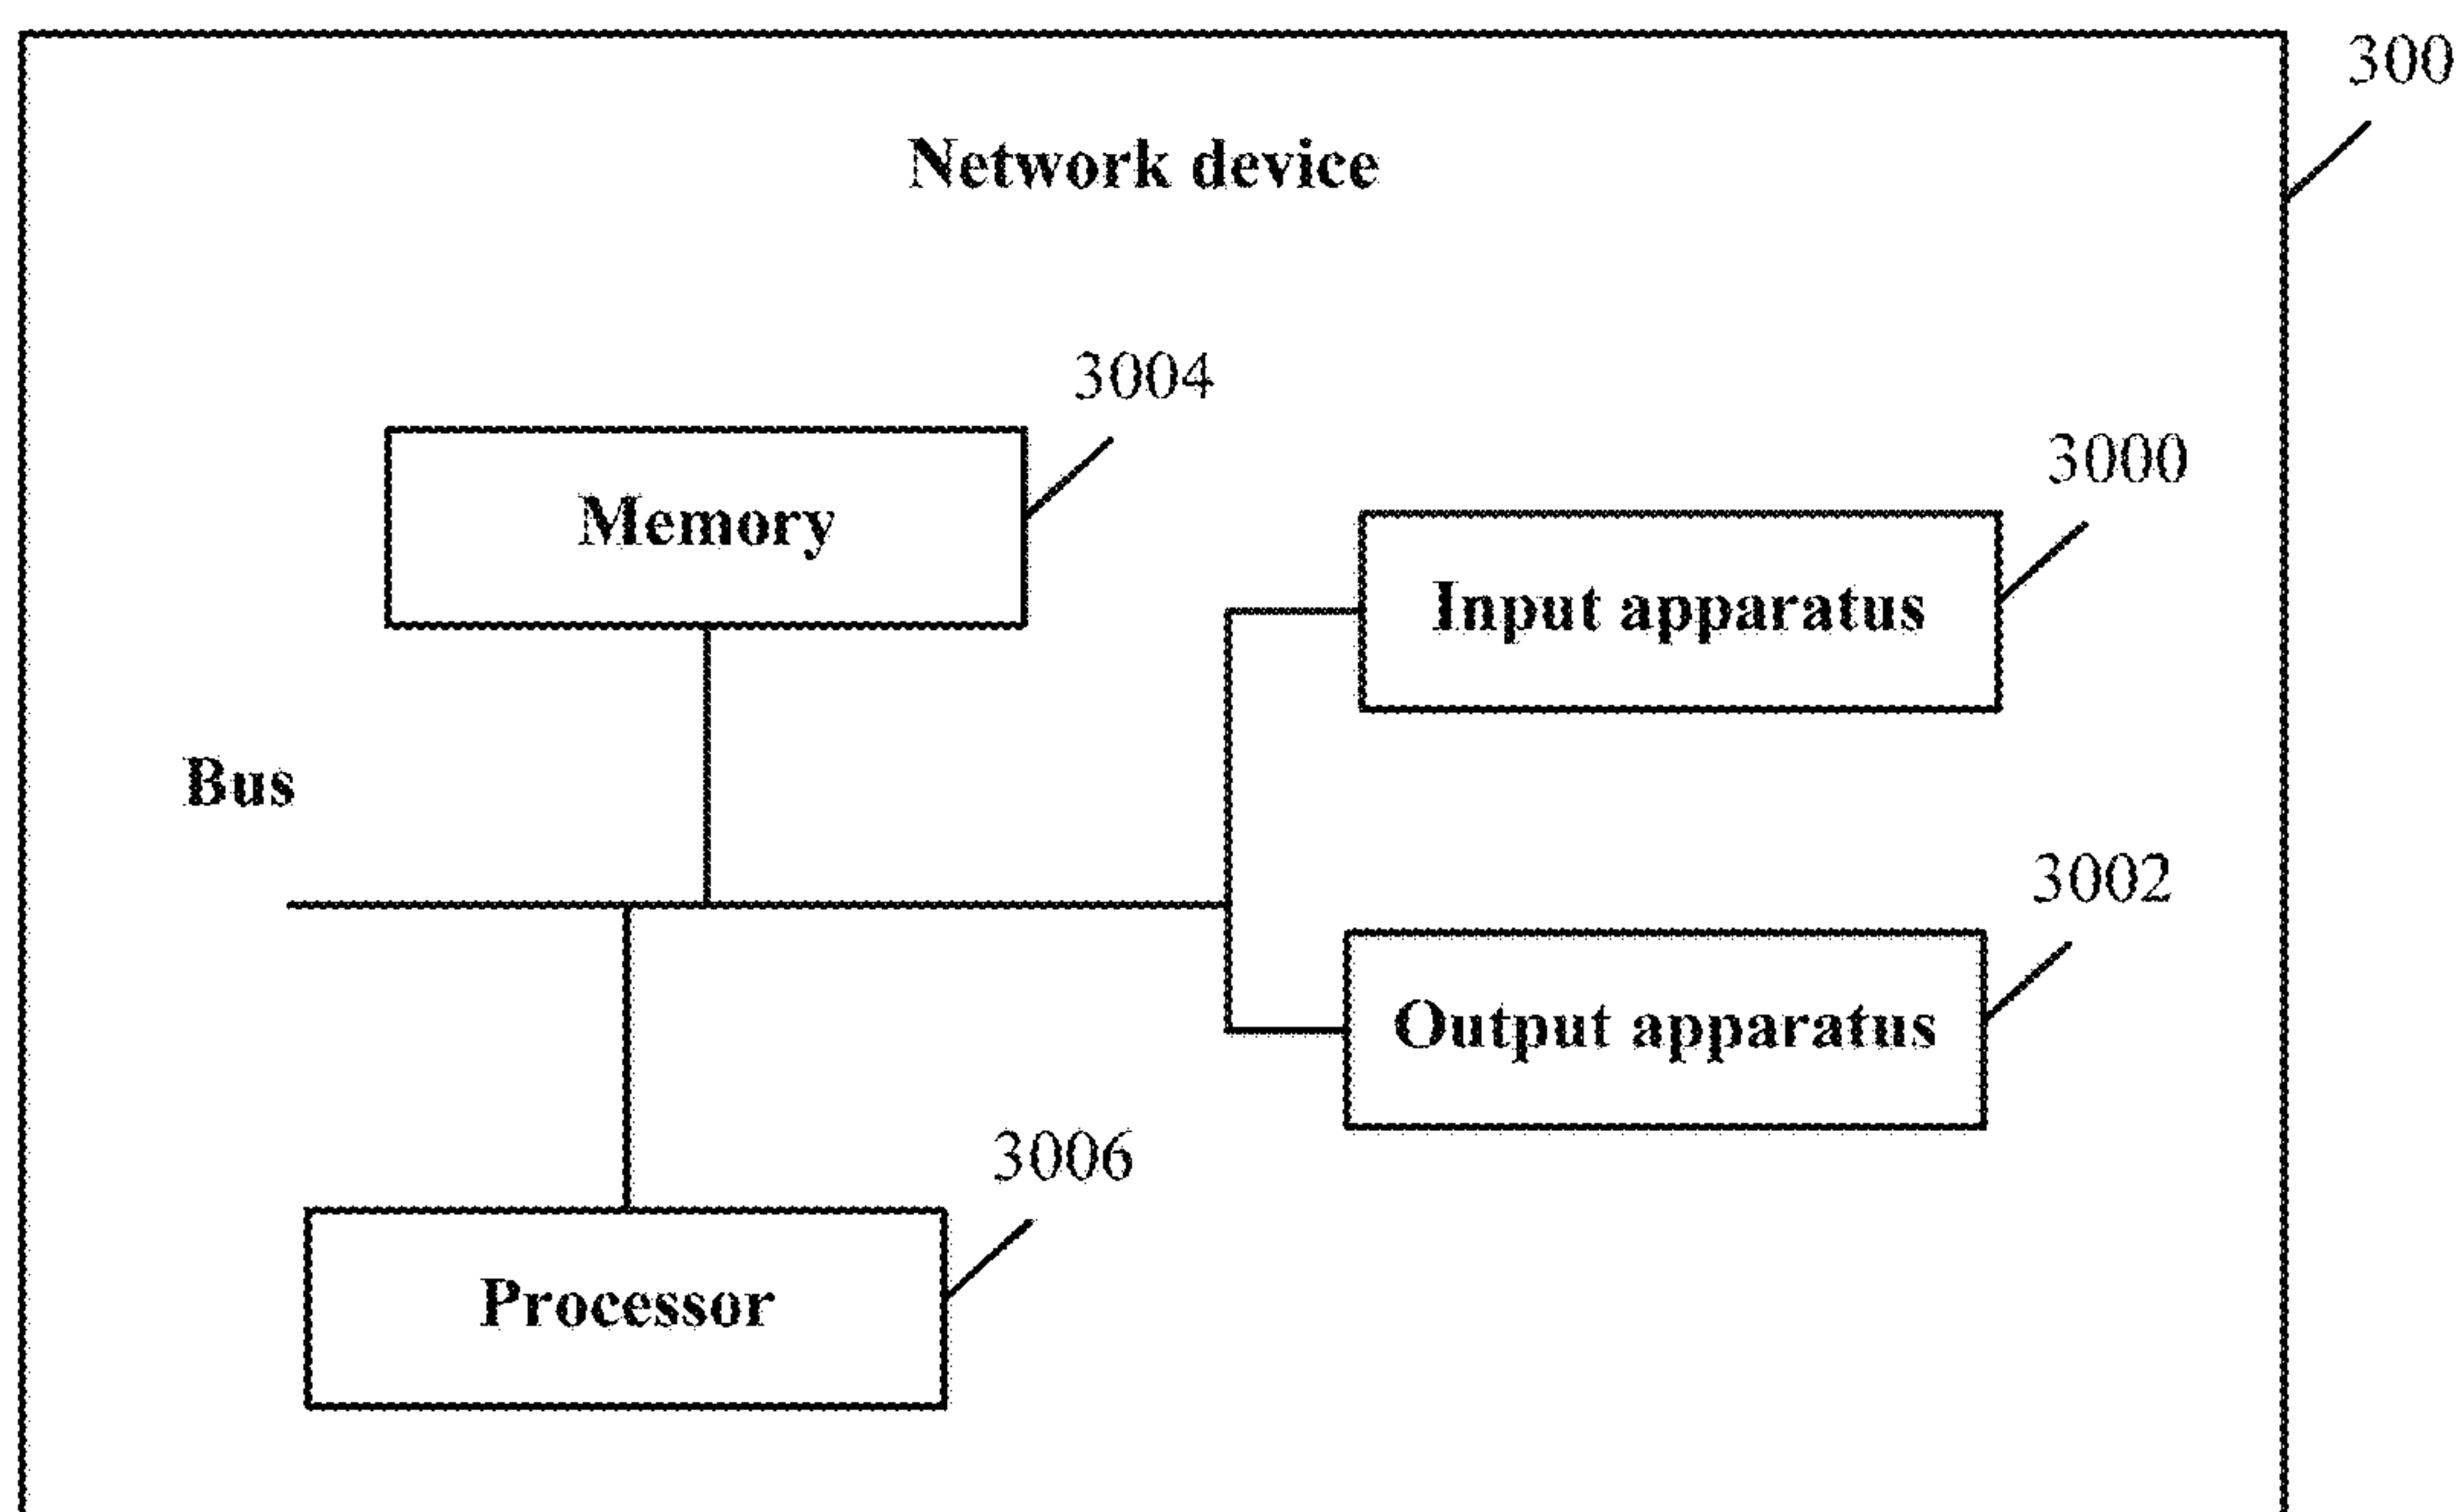 300
Network device
3004
Memory
3000
Input apparatus
Bus
3002
Output apparatus
3006
Processor